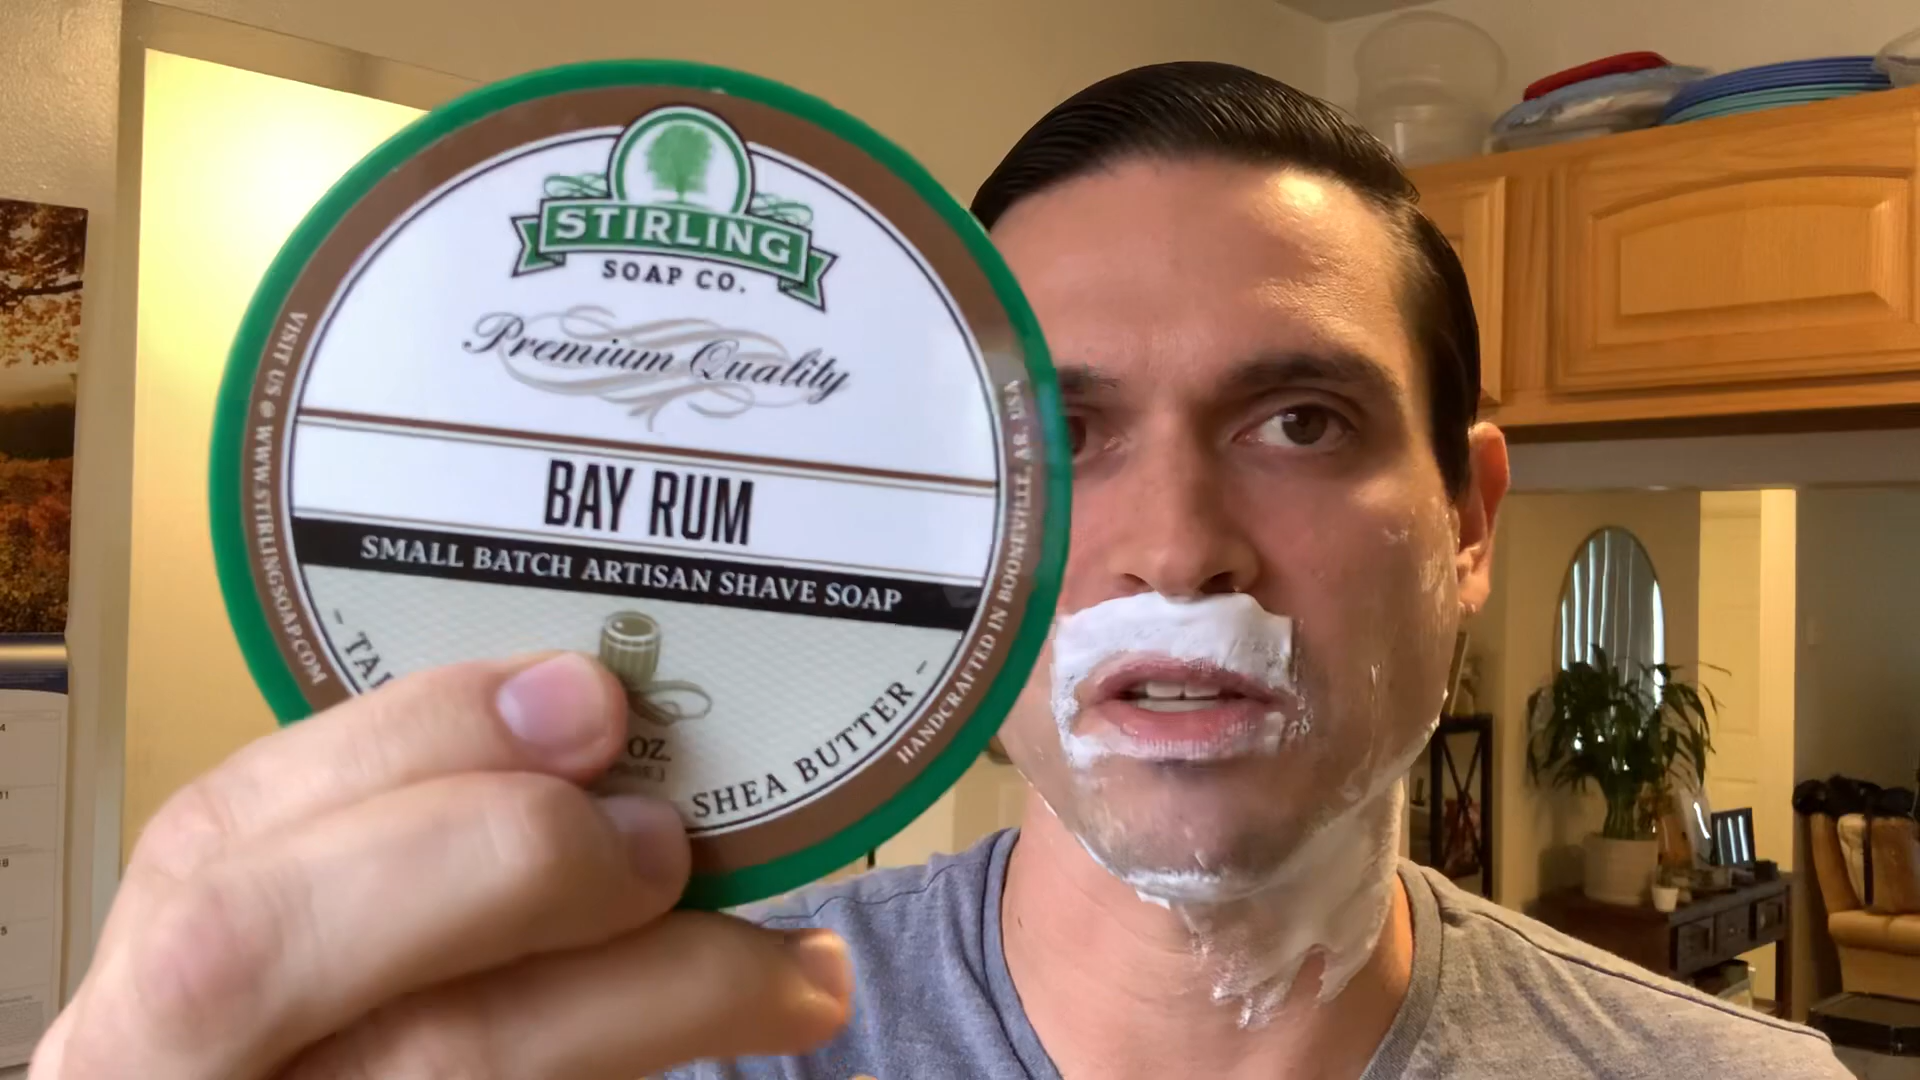 STIRLING
SOAP CO.
Premium Quality
BAY RUM
SMALL BATCH ARTISAN SHAVE SOAP
OZ.
SHEA BUTTER -
VISIT US @ WWW.STIRLINGSOAP.COM
HANDCRAFTED IN BOONEVILLE, AR. USA